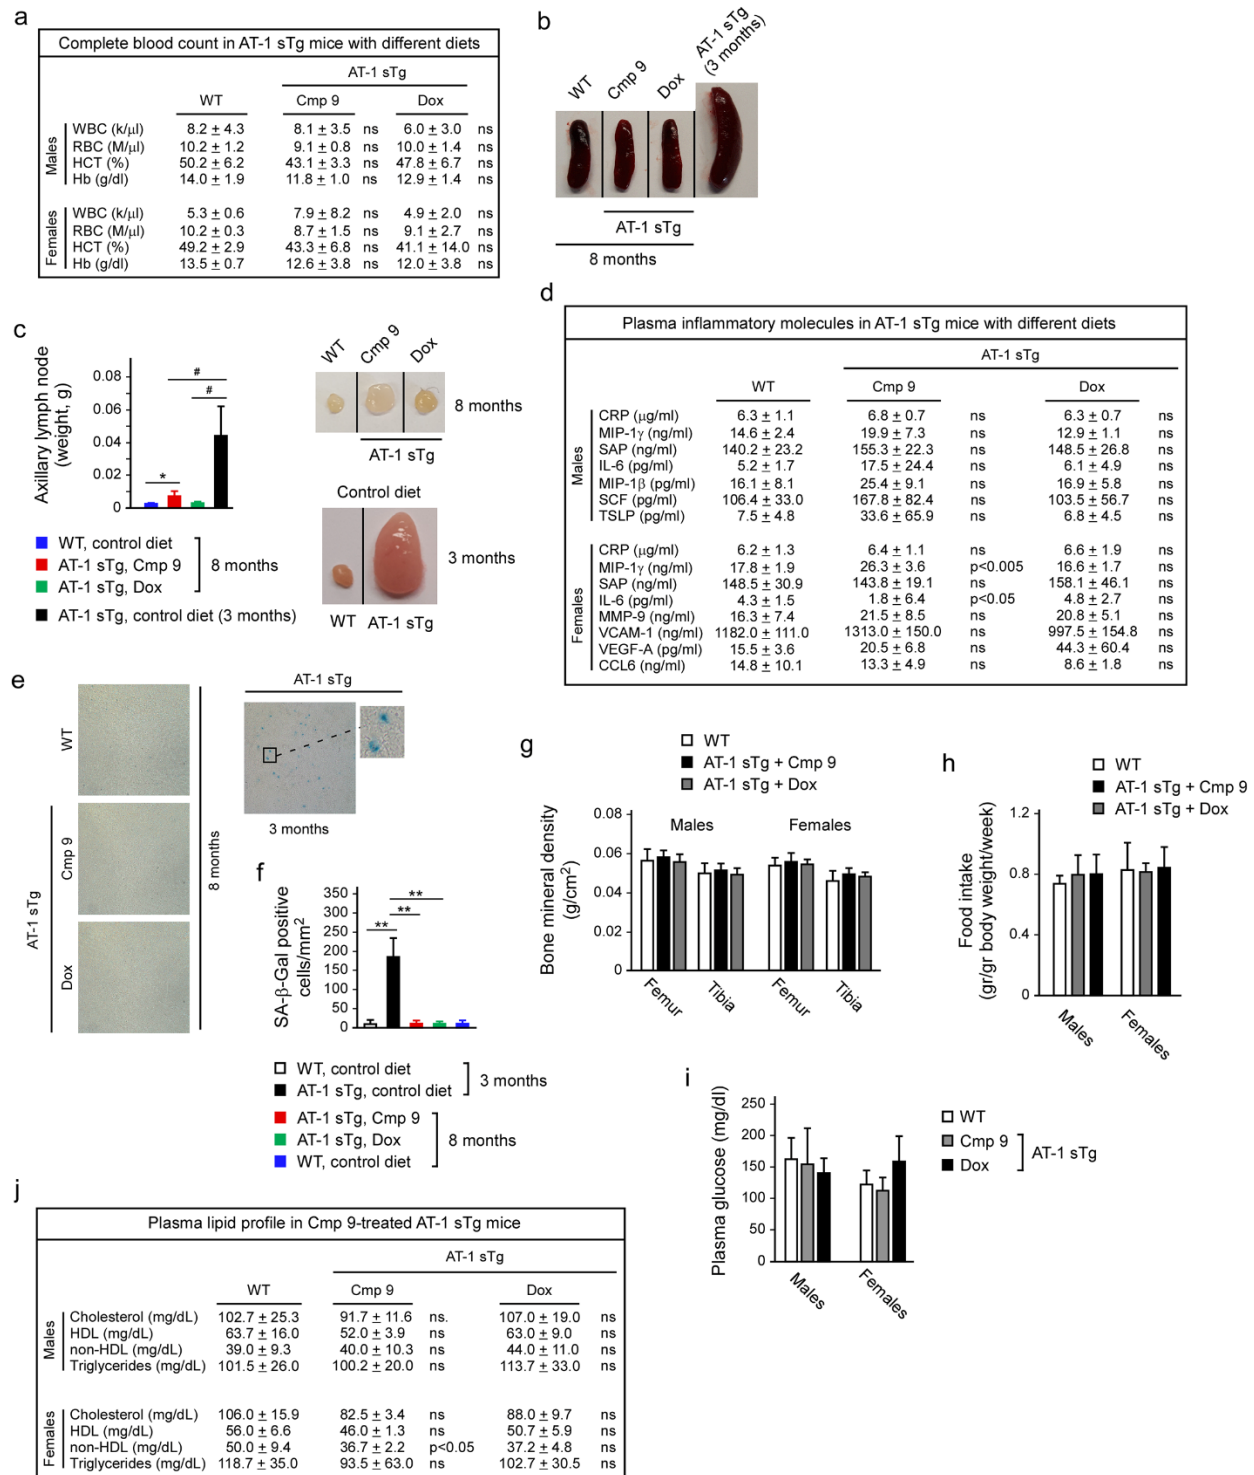 a
Complete blood count in AT-1 sTg mice with different diets
AT-1 sTg
WT Cmp 9 Dox
Males
WBC (k/μl) 8.2 ± 4.3 8.1 ± 3.5 ns 6.0 ± 3.0 ns
RBC (M/μl) 10.2 ± 1.2 9.1 ± 0.8 ns 10.0 ± 1.4 ns
HCT (%) 50.2 ± 6.2 43.1 ± 3.3 ns 47.8 ± 6.7 ns
Hb (g/dl) 14.0 ± 1.9 11.8 ± 1.0 ns 12.9 ± 1.4 ns
Females
WBC (k/μl) 5.3 ± 0.6 7.9 ± 8.2 ns 4.9 ± 2.0 ns
RBC (M/μl) 10.2 ± 0.3 8.7 ± 1.5 ns 9.1 ± 2.7 ns
HCT (%) 49.2 ± 2.9 43.3 ± 6.8 ns 41.1 ± 14.0 ns
Hb (g/dl) 13.5 ± 0.7 12.6 ± 3.8 ns 12.0 ± 3.8 ns
b
WT Cmp 9 Dox AT-1 sTg
(3 months)
AT-1 sTg
8 months
c
Axillary lymph node
(weight, g)
0.08
0.06
0.04
0.02
0
*
#
#
WT, control diet
AT-1 sTg, Cmp 9
AT-1 sTg, Dox
8 months
AT-1 sTg, control diet (3 months)
WT Cmp 9 Dox
8 months
AT-1 sTg
Control diet
3 months
WT AT-1 sTg
d
Plasma inflammatory molecules in AT-1 sTg mice with different diets
AT-1 sTg
WT Cmp 9 Dox
Males
CRP (μg/ml) 6.3 ± 1.1 6.8 ± 0.7 ns 6.3 ± 0.7 ns
MIP-1γ (ng/ml) 14.6 ± 2.4 19.9 ± 7.3 ns 12.9 ± 1.1 ns
SAP (ng/ml) 140.2 ± 23.2 155.3 ± 22.3 ns 148.5 ± 26.8 ns
IL-6 (pg/ml) 5.2 ± 1.7 17.5 ± 24.4 ns 6.1 ± 4.9 ns
MIP-1β (pg/ml) 16.1 ± 8.1 25.4 ± 9.1 ns 16.9 ± 5.8 ns
SCF (pg/ml) 106.4 ± 33.0 167.8 ± 82.4 ns 103.5 ± 56.7 ns
TSLP (pg/ml) 7.5 ± 4.8 33.6 ± 65.9 ns 6.8 ± 4.5 ns
Females
CRP (μg/ml) 6.2 ± 1.3 6.4 ± 1.1 ns 6.6 ± 1.9 ns
MIP-1γ (ng/ml) 17.8 ± 1.9 26.3 ± 3.6 p<0.005 16.6 ± 1.7 ns
SAP (ng/ml) 148.5 ± 30.9 143.8 ± 19.1 ns 158.1 ± 46.1 ns
IL-6 (pg/ml) 4.3 ± 1.5 1.8 ± 6.4 p<0.05 4.8 ± 2.7 ns
MMP-9 (ng/ml) 16.3 ± 7.4 21.5 ± 8.5 ns 20.8 ± 5.1 ns
VCAM-1 (ng/ml) 1182.0 ± 111.0 1313.0 ± 150.0 ns 997.5 ± 154.8 ns
VEGF-A (pg/ml) 15.5 ± 3.6 20.5 ± 6.8 ns 44.3 ± 60.4 ns
CCL6 (ng/ml) 14.8 ± 10.1 13.3 ± 4.9 ns 8.6 ± 1.8 ns
e
WT
AT-1 sTg
Cmp 9
Dox
8 months
AT-1 sTg
3 months
f
SA-β-Gal positive
cells/mm²
350
300
250
200
150
100
50
0
**
**
**
WT, control diet
AT-1 sTg, control diet
3 months
AT-1 sTg, Cmp 9
AT-1 sTg, Dox
WT, control diet
8 months
g
WT
AT-1 sTg + Cmp 9
AT-1 sTg + Dox
Bone mineral density
(g/cm²)
0.08
0.06
0.04
0.02
0
Males Females
Femur Tibia Femur Tibia
h
WT
AT-1 sTg + Cmp 9
AT-1 sTg + Dox
Food intake
(gr/gr body weight/week)
1.2
0.8
0.4
0
Males Females
i
Plasma glucose (mg/dl)
250
200
150
100
50
0
Males Females
WT
Cmp 9
Dox
AT-1 sTg
j
Plasma lipid profile in Cmp 9-treated AT-1 sTg mice
AT-1 sTg
WT Cmp 9 Dox
Males
Cholesterol (mg/dL) 102.7 ± 25.3 91.7 ± 11.6 ns. 107.0 ± 19.0 ns
HDL (mg/dL) 63.7 ± 16.0 52.0 ± 3.9 ns 63.0 ± 9.0 ns
non-HDL (mg/dL) 39.0 ± 9.3 40.0 ± 10.3 ns 44.0 ± 11.0 ns
Triglycerides (mg/dL) 101.5 ± 26.0 100.2 ± 20.0 ns 113.7 ± 33.0 ns
Females
Cholesterol (mg/dL) 106.0 ± 15.9 82.5 ± 3.4 ns 88.0 ± 9.7 ns
HDL (mg/dL) 56.0 ± 6.6 46.0 ± 1.3 ns 50.7 ± 5.9 ns
non-HDL (mg/dL) 50.0 ± 9.4 36.7 ± 2.2 p<0.05 37.2 ± 4.8 ns
Triglycerides (mg/dL) 118.7 ± 35.0 93.5 ± 63.0 ns 102.7 ± 30.5 ns